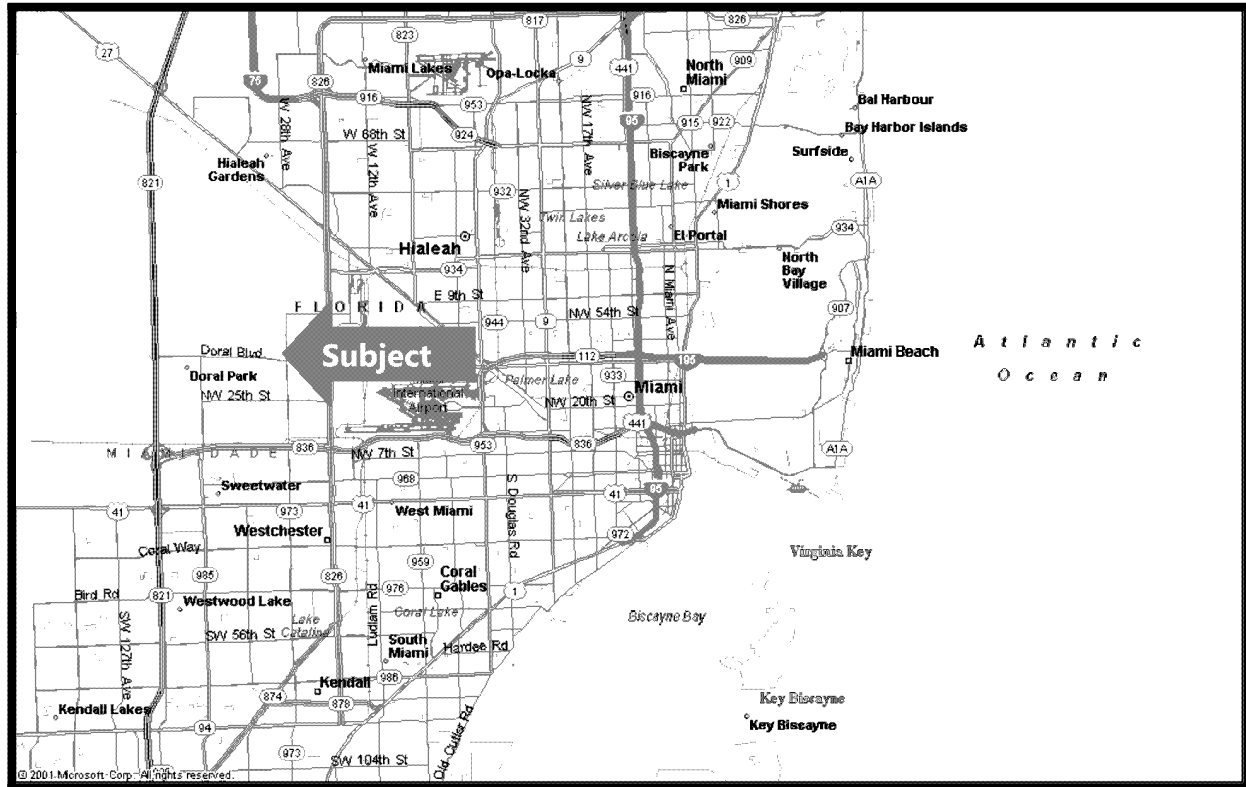 817
826
27
823
9
441
909
Miami Lakes
Opa-Locka
North
Miami
75
826
916
953
916
Bal Harbour
W 28th Ave
NW 17th Ave
95
915
922
Bay Harbor Islands
W 68th St
924
Hialeah
Gardens
W 12th Ave
Biscayne
Park
Surfside
821
932
Silver Blue Lake
1
A1A
NW 32nd Ave
Twin Lakes
Miami Shores
Hialeah
Lake Arcola
El Portal
934
934
North
Bay
Village
N Miami Ave
E 9th St
FLORIDA
907
944
9
NW 54th St
Doral Blvd
Subject
112
195
Miami Beach
Atlantic
Ocean
Doral Park
Palmer Lake
933
Miami
NW 25th St
International
Airport
NW 20th St
441
836
953
836
A1A
NW 7th St
Sweetwater
968
S Douglas Rd
95
41
973
41
West Miami
41
Westchester
972
Coral Way
Virginia Key
985
826
959
Coral
Gables
Bird Rd
821
976
1
Westwood Lake
Coral Lake
Biscayne Bay
SW 127th Ave
SW 56th St
Lake
Catalina
Ludlam Rd
South
Miami
Hardee Rd
Kendall
986
874
878
Key Biscayne
Kendall Lakes
94
Key Biscayne
973
SW 104th St
Old Cutler Rd
© 2001 Microsoft Corp. All rights reserved.